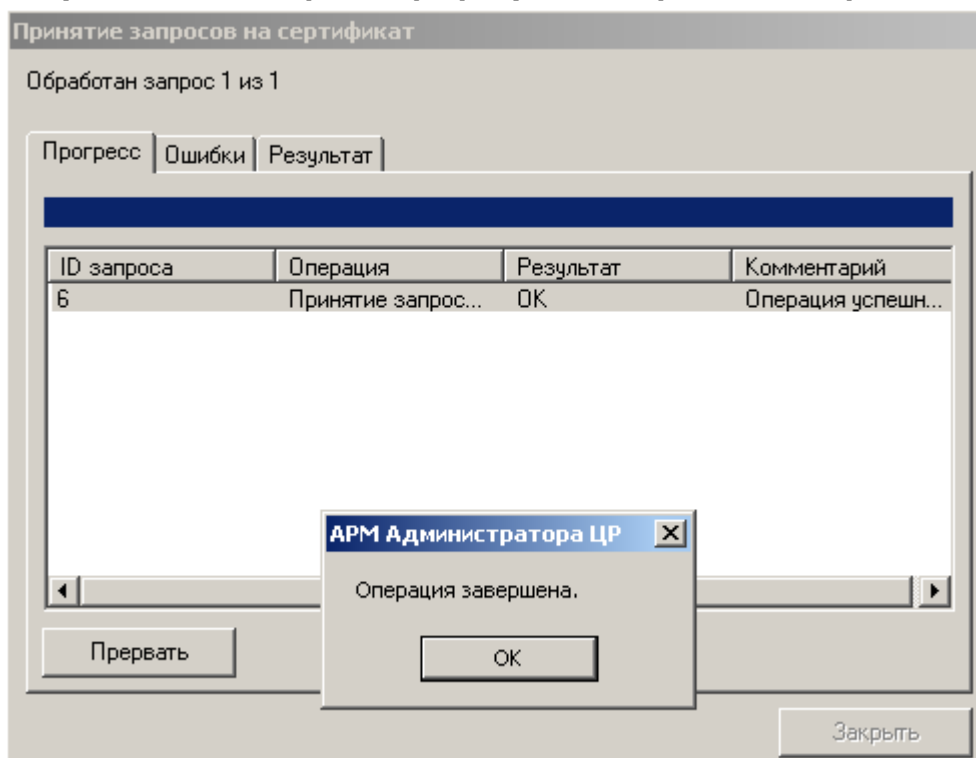 Принятие запросов на сертификат
Обработан запрос 1 из 1
Прогресс Ошибки Результат
ID запроса Операция Результат Комментарий
6 Принятие запрос... OK Операция успешн...
АРМ Администратора ЦР
Операция завершена.
OK
Прервать
Закрыть